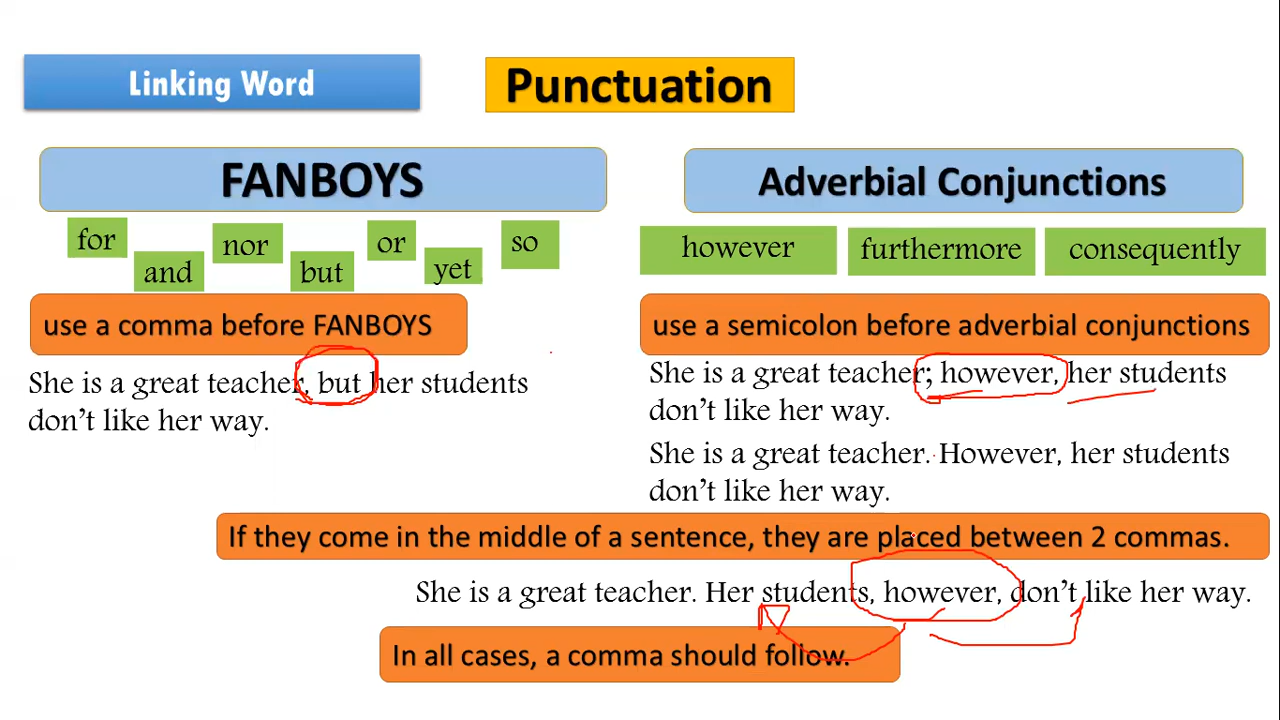 Linking Word
Punctuation
FANBOYS
for
and
nor
but
or
yet
so
use a comma before FANBOYS
She is a great teacher, but her students
don’t like her way.
Adverbial Conjunctions
however
furthermore
consequently
use a semicolon before adverbial conjunctions
She is a great teacher; however, her students
don’t like her way.
She is a great teacher. However, her students
don’t like her way.
If they come in the middle of a sentence, they are placed between 2 commas.
She is a great teacher. Her students, however, don’t like her way.
In all cases, a comma should follow.